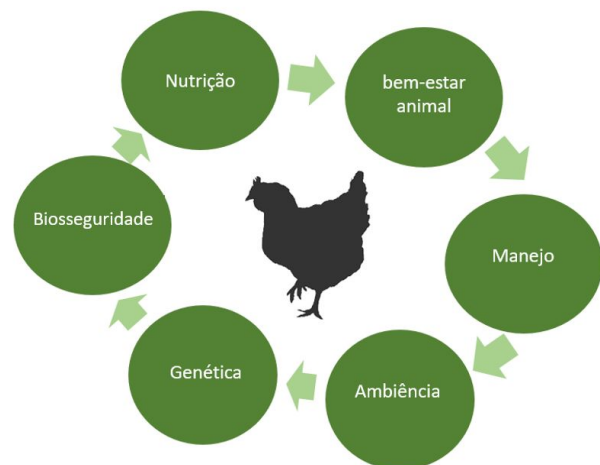 Nutrição
bem-estar
animal
Manejo
Ambiência
Genética
Biosseguridade